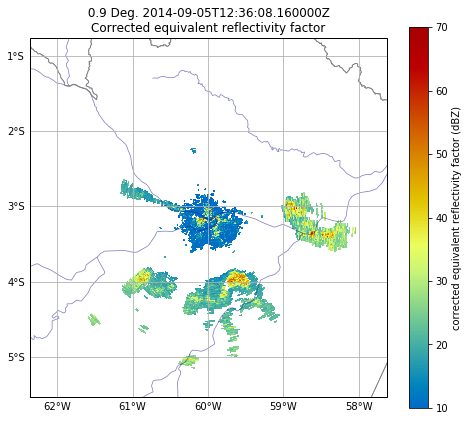 0.9 Deg. 2014-09-05T12:36:08.160000Z
Corrected equivalent reflectivity factor
1°S
2°S
3°S
4°S
5°S
62°W 61°W 60°W 59°W 58°W
70
60
50
40
30
20
10
corrected equivalent reflectivity factor (dBZ)